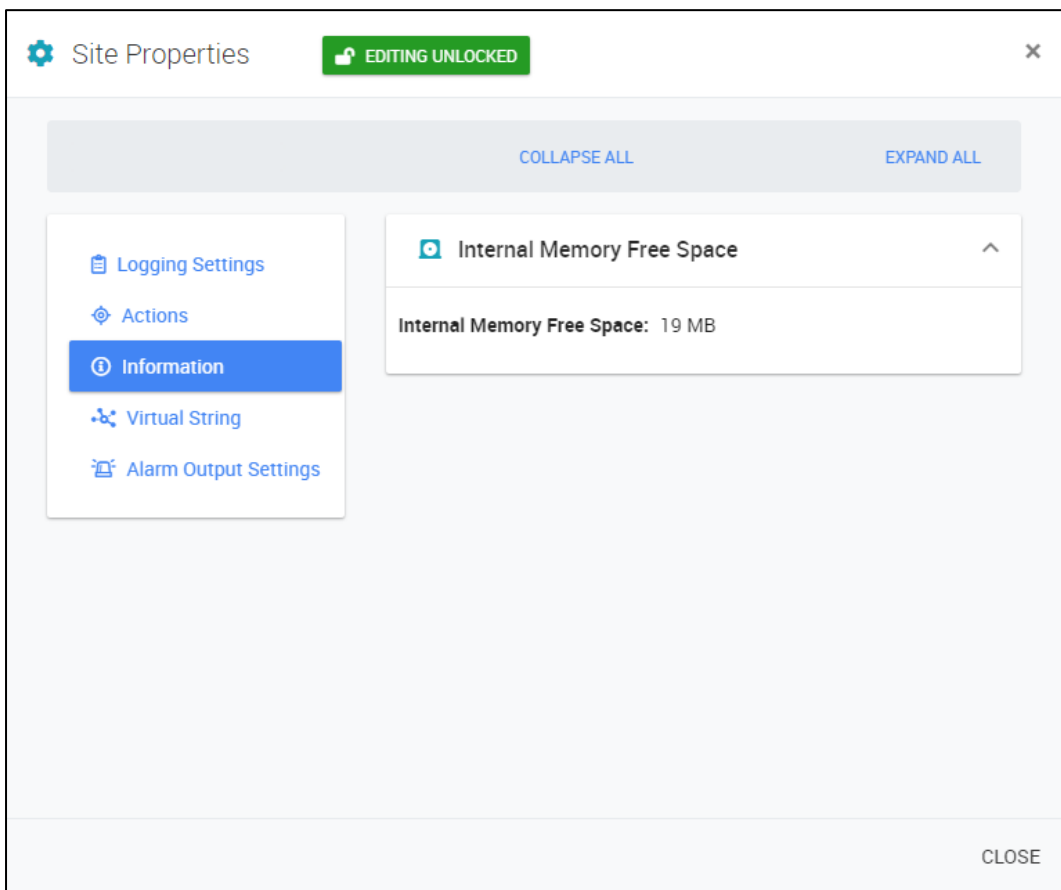 Site Properties
EDITING UNLOCKED
COLLAPSE ALL
EXPAND ALL
Logging Settings
Actions
Information
Virtual String
Alarm Output Settings
Internal Memory Free Space
Internal Memory Free Space: 19 MB
CLOSE